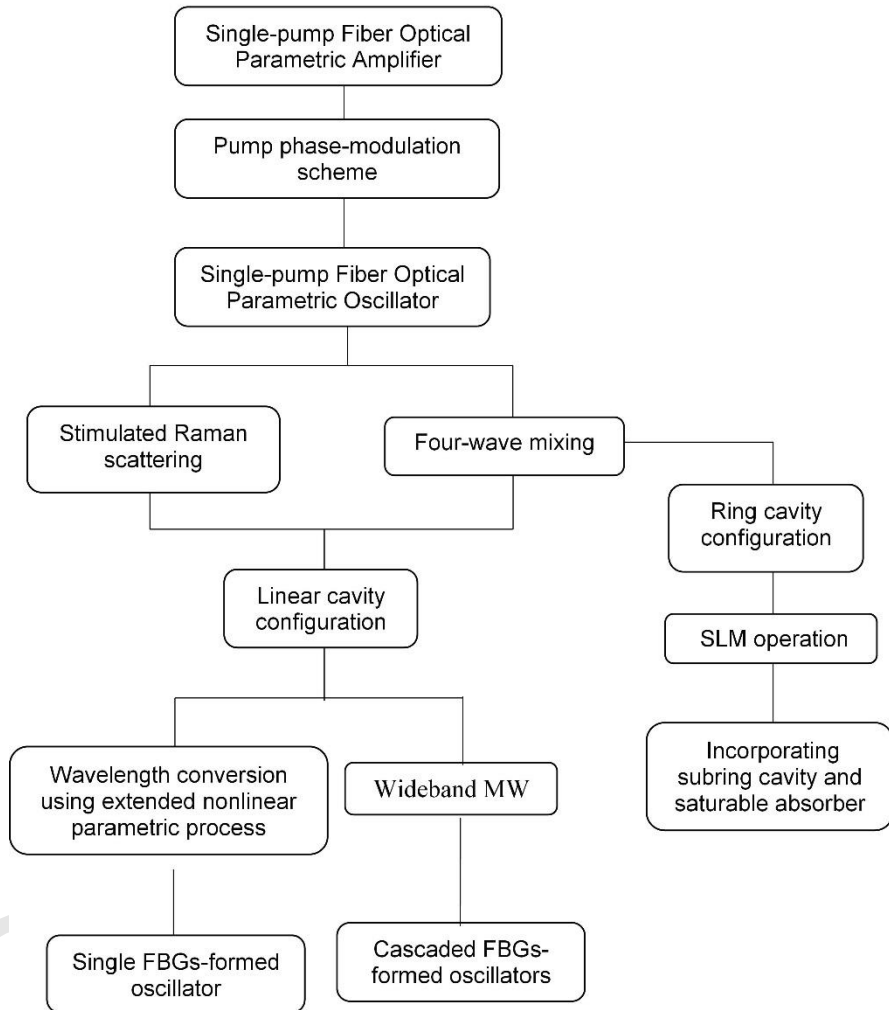 Single-pump Fiber Optical
Parametric Amplifier
Pump phase-modulation
scheme
Single-pump Fiber Optical
Parametric Oscillator
Stimulated Raman
scattering
Four-wave mixing
Ring cavity
configuration
Linear cavity
configuration
SLM operation
Wavelength conversion
using extended nonlinear
parametric process
Wideband MW
Incorporating
subring cavity and
saturable absorber
Single FBGs-formed
oscillator
Cascaded FBGs-
formed oscillators